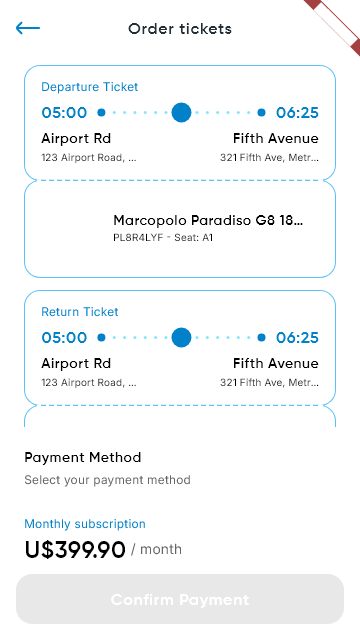 Order tickets
Departure Ticket
05:00 06:25
Airport Rd Fifth Avenue
123 Airport Road, ... 321 Fifth Ave, Metr...
Marcopolo Paradiso G8 18...
PL8R4LYF - Seat: A1
Return Ticket
05:00 06:25
Airport Rd Fifth Avenue
123 Airport Road, ... 321 Fifth Ave, Metr...
Payment Method
Select your payment method
Monthly subscription
U$399.90 / month
Confirm Payment